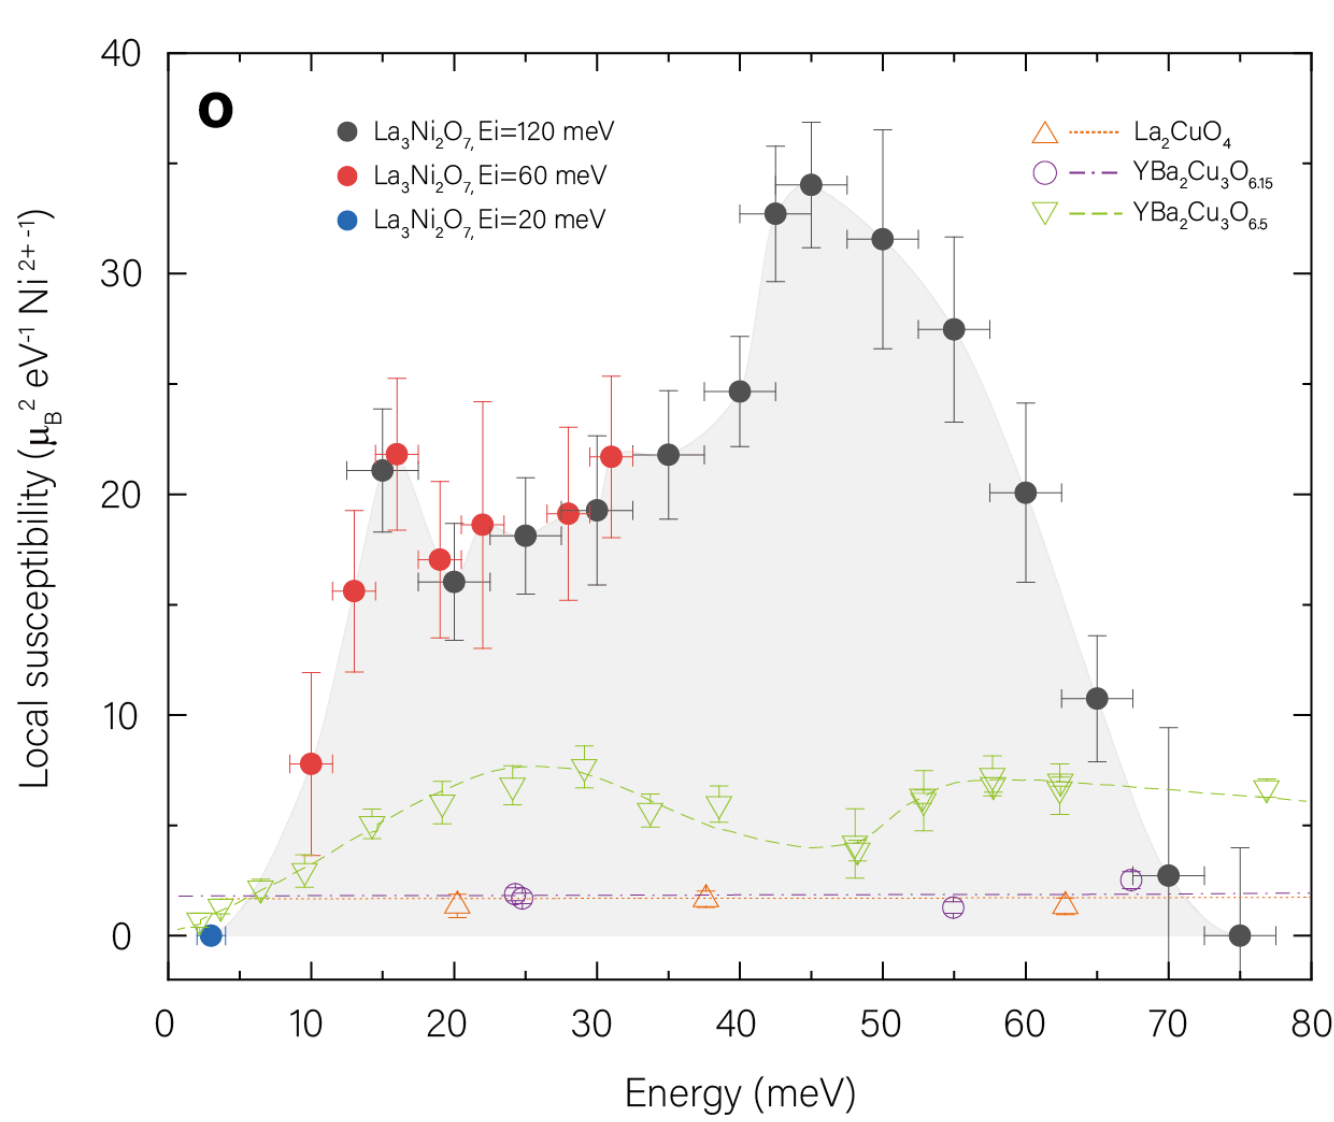 o
La₃Ni₂O₇, Ei=120 meV
La₃Ni₂O₇, Ei=60 meV
La₃Ni₂O₇, Ei=20 meV
La₂CuO₄
YBa₂Cu₃O₆.₁₅
YBa₂Cu₃O₆.₅
Local susceptibility (μ_B² eV⁻¹ Ni²⁺ ⁻¹)
40
30
20
10
0
0 10 20 30 40 50 60 70 80
Energy (meV)